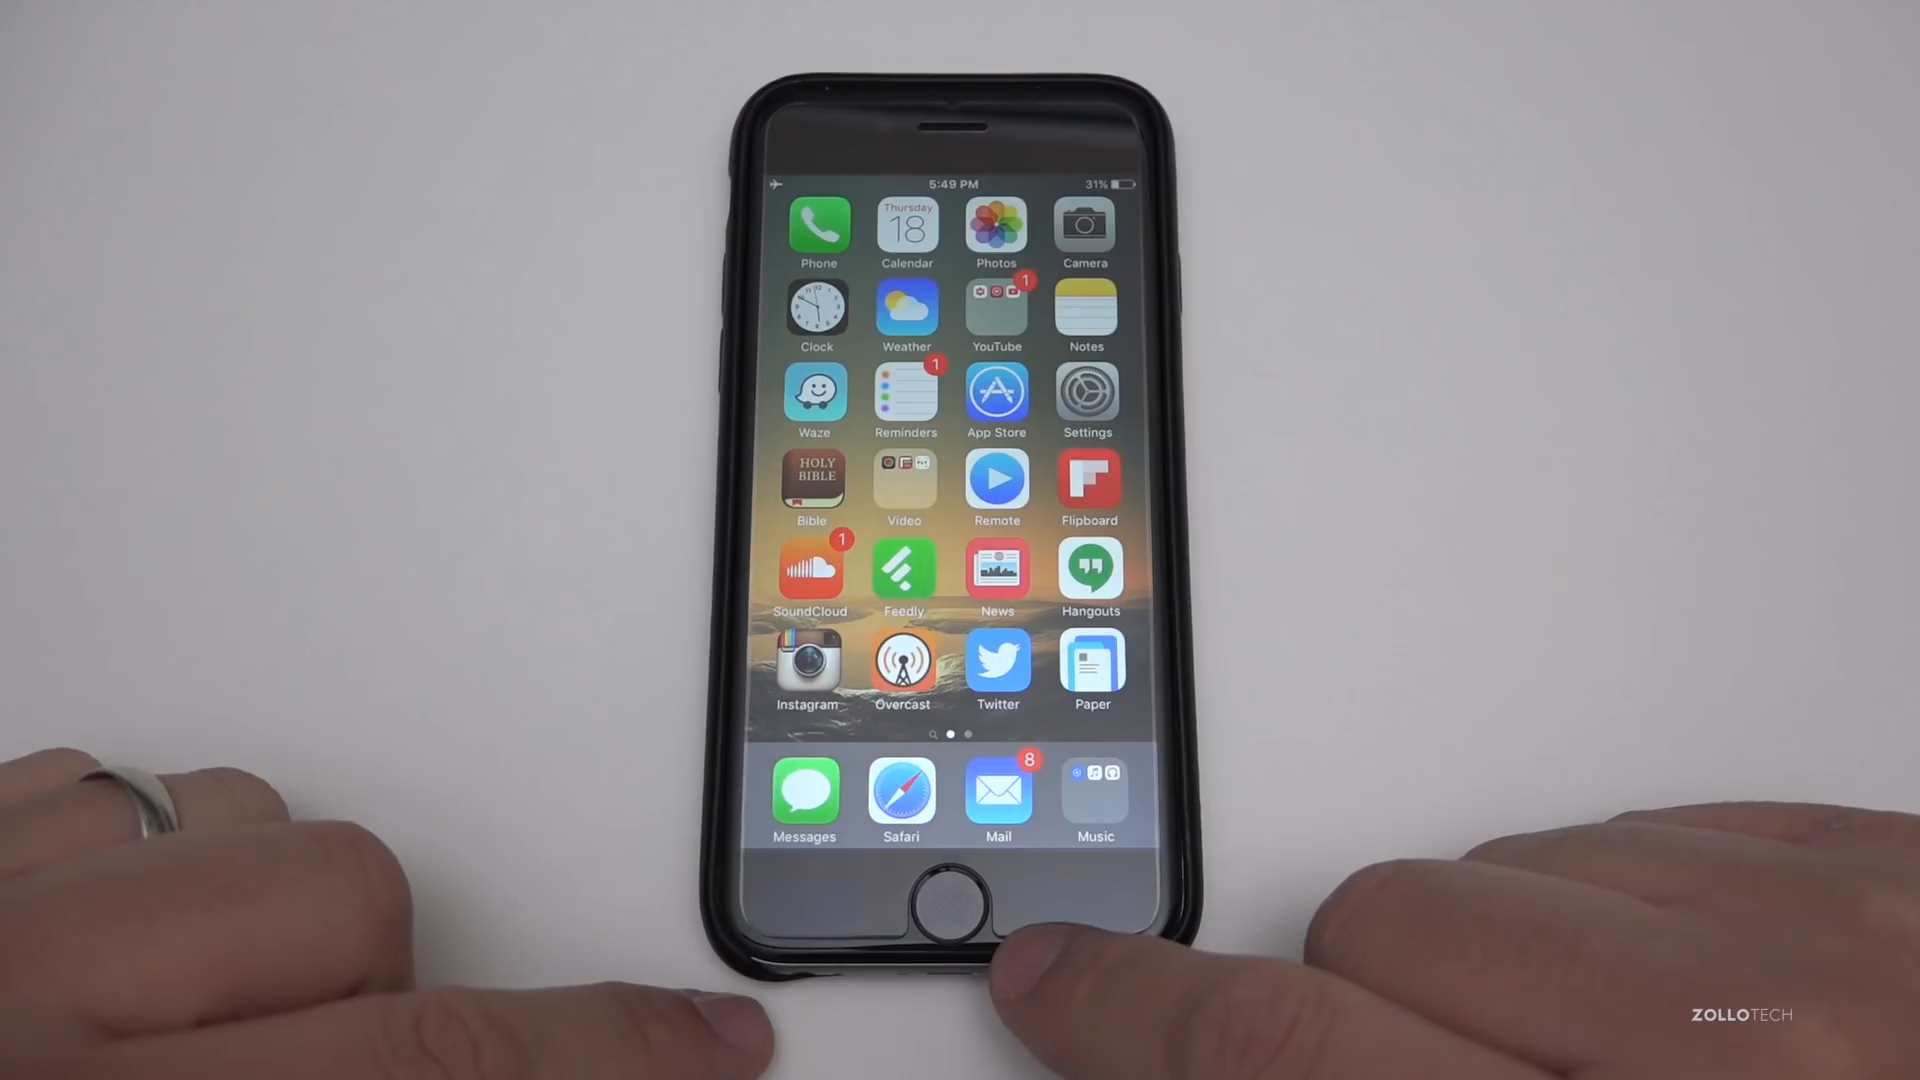 5:49 PM 31%
Thursday
18
Phone Calendar Photos Camera
12
1
Clock Weather YouTube Notes
1
Waze Reminders App Store Settings
HOLY
BIBLE
Bible Video Remote Flipboard
1
SoundCloud Feedly News Hangouts
Instagram Overcast Twitter Paper
8
Messages Safari Mail Music
ZOLLOTECH